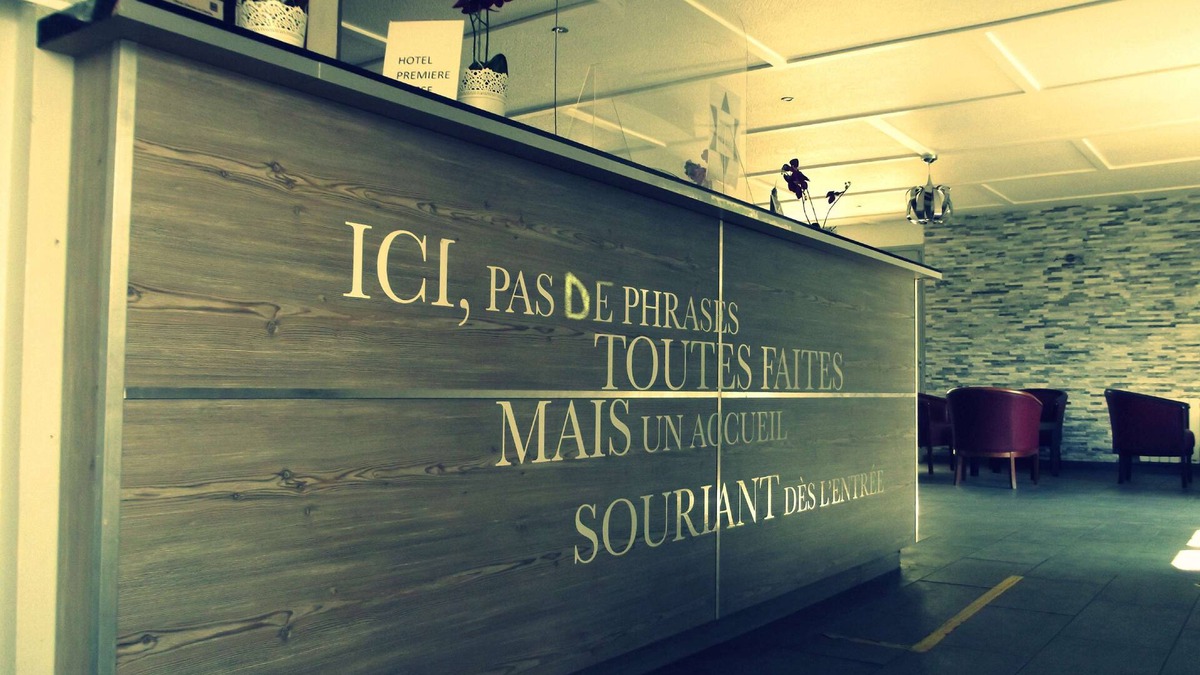 HOTEL
PREMIERE
ICI, PAS DE PHRASES
TOUTES FAITES
MAIS UN ACCUEIL
SOURIANT DÈS L'ENTRÉE